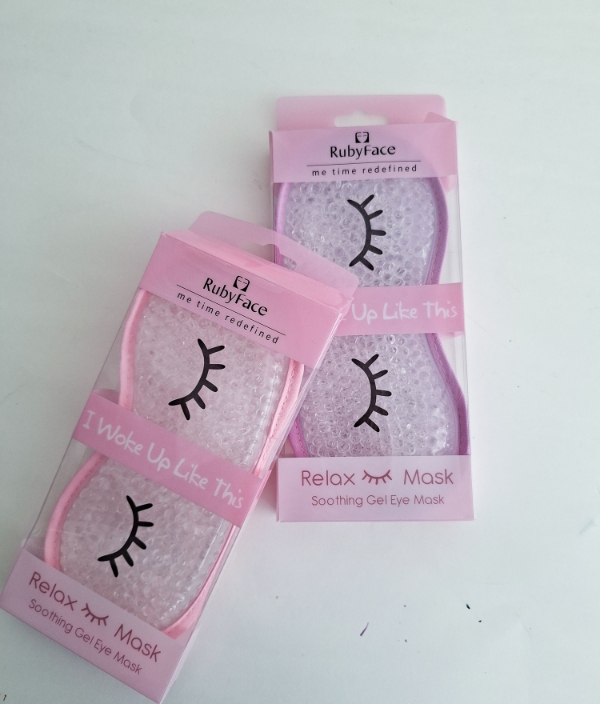 RubyFace
me time redefined
Up Like This
Relax Mask
Soothing Gel Eye Mask
RubyFace
me time redefined
I Woke Up Like This
Relax Mask
Soothing Gel Eye Mask